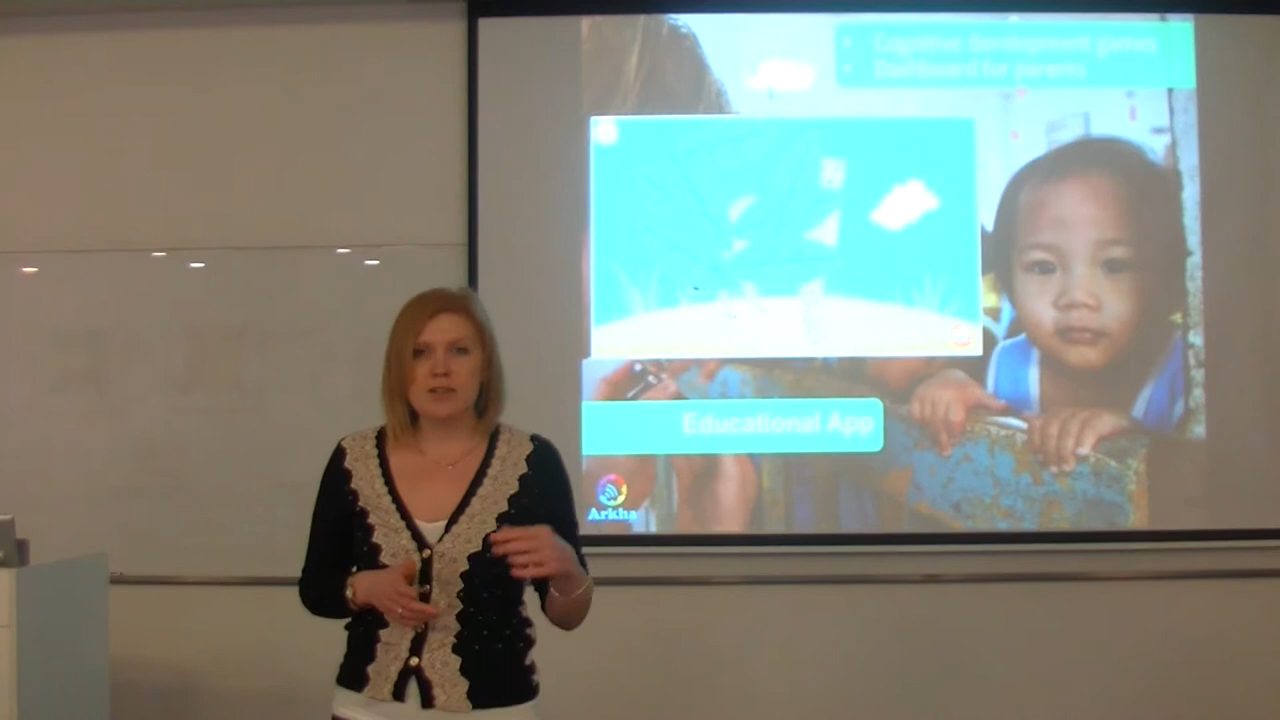 Cognitive development games
Dashboard for parents
Educational App
Arkha